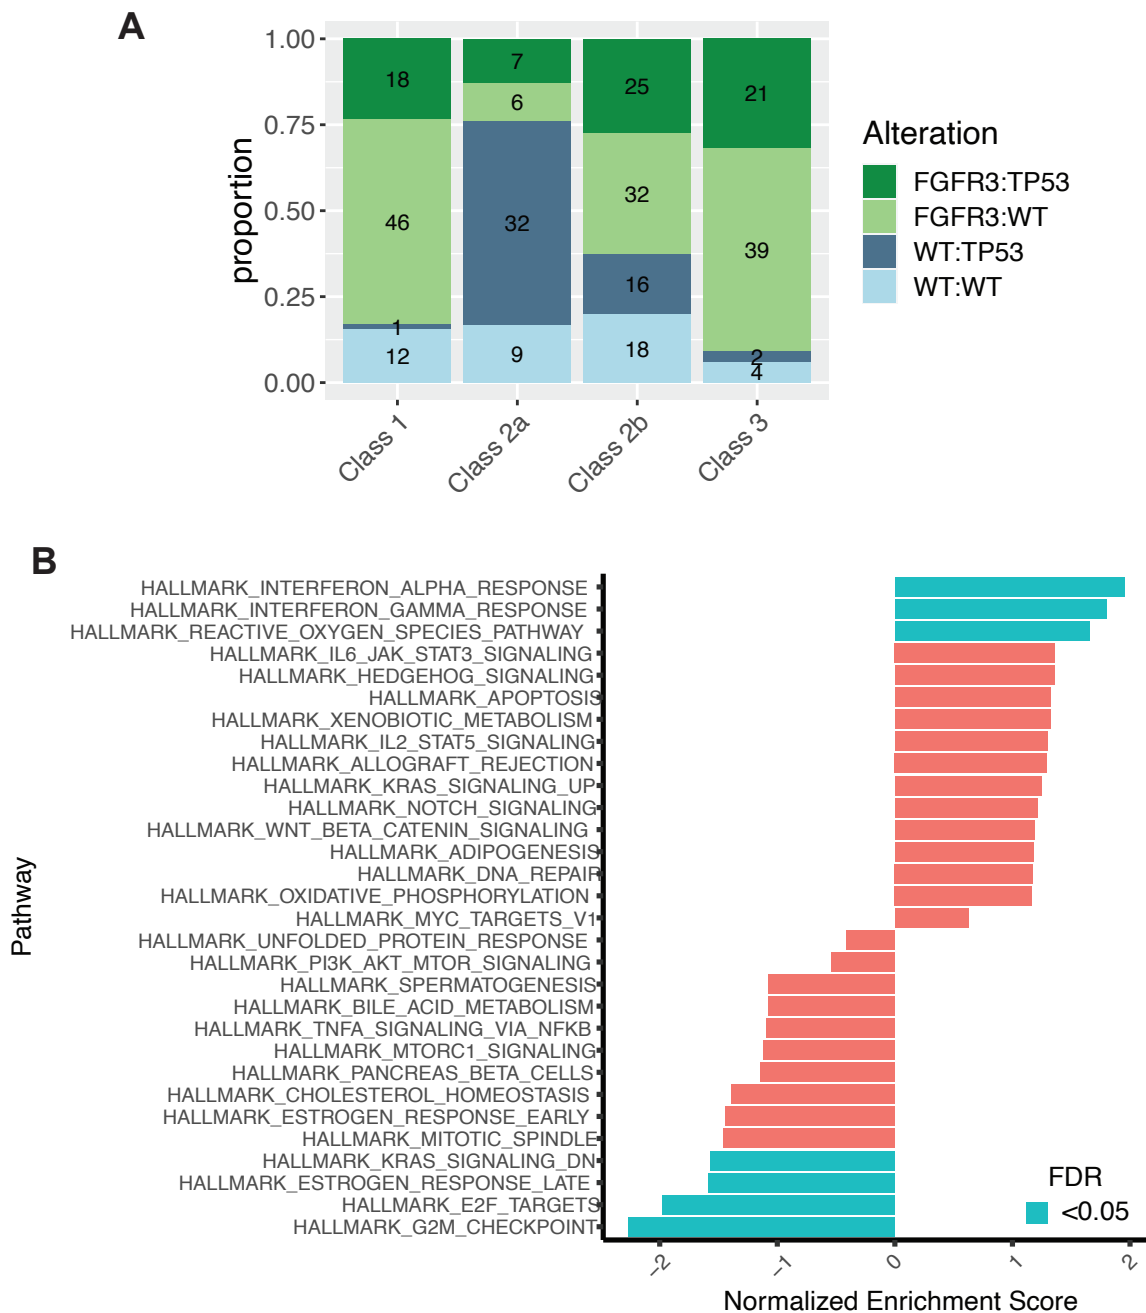 A
1.00
0.75
0.50
0.25
0.00
proportion
18
46
1
12
7
6
32
9
25
32
16
18
21
39
2
4
Class 1
Class 2a
Class 2b
Class 3
Alteration
FGFR3:TP53
FGFR3:WT
WT:TP53
WT:WT
B
HALLMARK_INTERFERON_ALPHA_RESPONSE
HALLMARK_INTERFERON_GAMMA_RESPONSE
HALLMARK_REACTIVE_OXYGEN_SPECIES_PATHWAY
HALLMARK_IL6_JAK_STAT3_SIGNALING
HALLMARK_HEDGEHOG_SIGNALING
HALLMARK_APOPTOSIS
HALLMARK_XENOBIOTIC_METABOLISM
HALLMARK_IL2_STAT5_SIGNALING
HALLMARK_ALLOGRAFT_REJECTION
HALLMARK_KRAS_SIGNALING_UP
HALLMARK_NOTCH_SIGNALING
HALLMARK_WNT_BETA_CATENIN_SIGNALING
HALLMARK_ADIPOGENESIS
HALLMARK_DNA_REPAIR
HALLMARK_OXIDATIVE_PHOSPHORYLATION
HALLMARK_MYC_TARGETS_V1
HALLMARK_UNFOLDED_PROTEIN_RESPONSE
HALLMARK_PI3K_AKT_MTOR_SIGNALING
HALLMARK_SPERMATOGENESIS
HALLMARK_BILE_ACID_METABOLISM
HALLMARK_TNFA_SIGNALING_VIA_NFKB
HALLMARK_MTORC1_SIGNALING
HALLMARK_PANCREAS_BETA_CELLS
HALLMARK_CHOLESTEROL_HOMEOSTASIS
HALLMARK_ESTROGEN_RESPONSE_EARLY
HALLMARK_MITOTIC_SPINDLE
HALLMARK_KRAS_SIGNALING_DN
HALLMARK_ESTROGEN_RESPONSE_LATE
HALLMARK_E2F_TARGETS
HALLMARK_G2M_CHECKPOINT
Pathway
FDR
<0.05
−2
−1
0
1
2
Normalized Enrichment Score